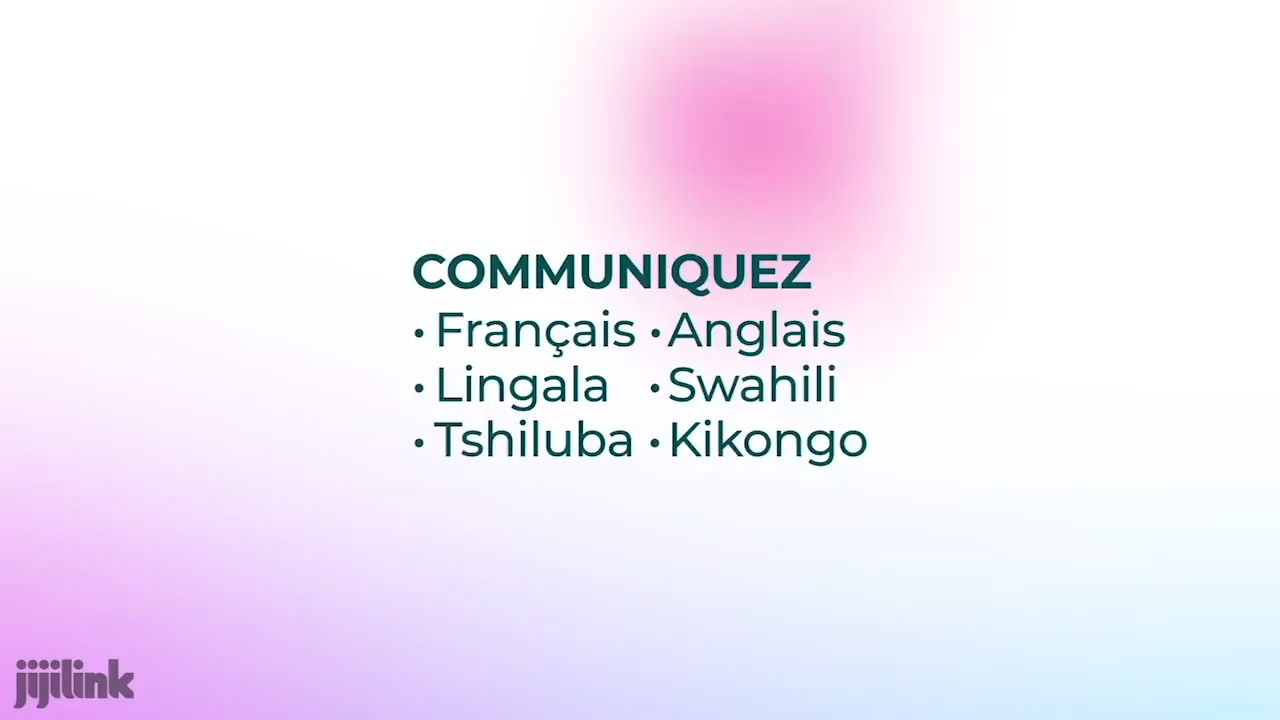 COMMUNIQUEZ
• Français • Anglais
• Lingala • Swahili
• Tshiluba • Kikongo
jijilink